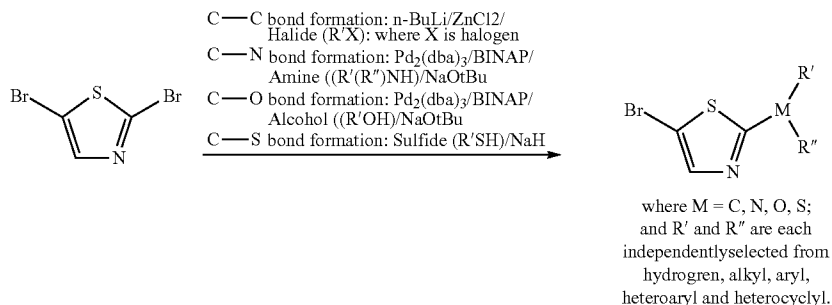 C—C bond formation: n-BuLi/ZnCl2/
Halide (R'X): where X is halogen
C—N bond formation: Pd₂(dba)₃/BINAP/
Amine ((R'(R″)NH)/NaOtBu
C—O bond formation: Pd₂(dba)₃/BINAP/
Alcohol ((R'OH)/NaOtBu
C—S bond formation: Sulfide (R'SH)/NaH
Br S Br
N
R'
Br S M
R″
N
where M = C, N, O, S;
and R' and R″ are each
independentlyselected from
hydrogren, alkyl, aryl,
heteroaryl and heterocyclyl.